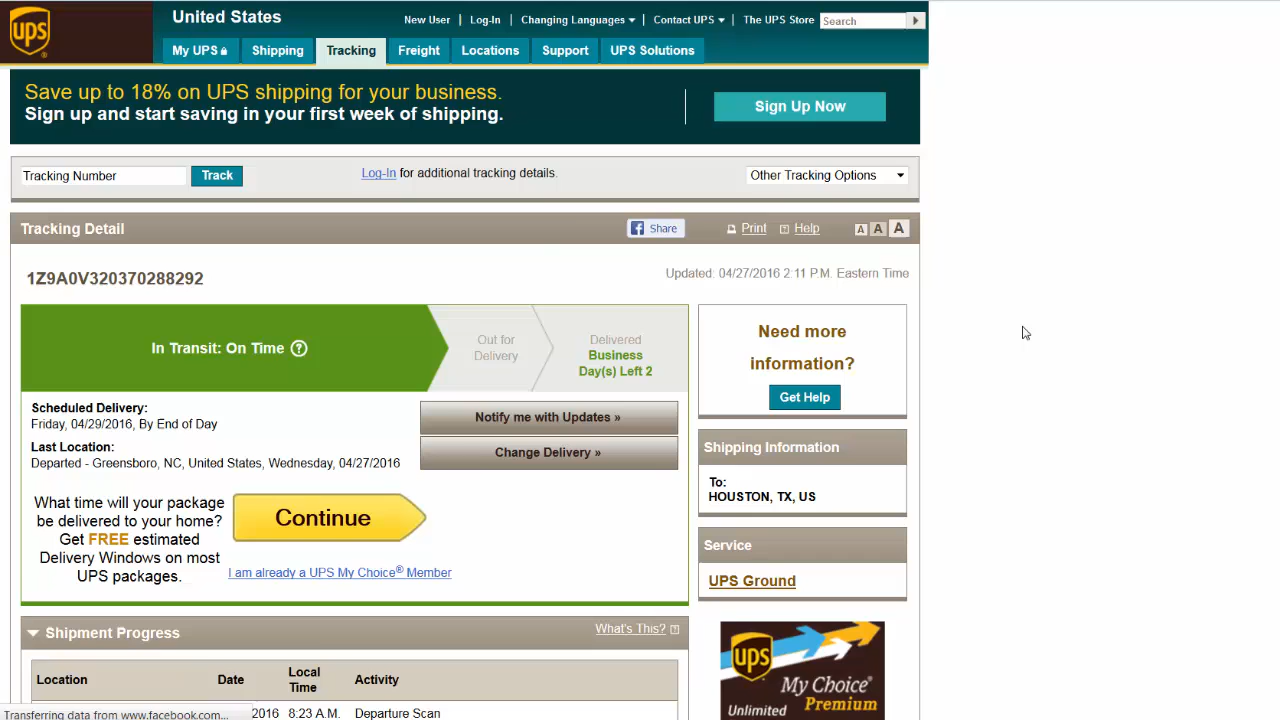 ups
United States
New User | Log-In | Changing Languages | Contact UPS | The UPS Store
Search
My UPS
Shipping
Tracking
Freight
Locations
Support
UPS Solutions
Save up to 18% on UPS shipping for your business.
Sign up and start saving in your first week of shipping.
Sign Up Now
Tracking Number
Track
Log-In for additional tracking details.
Other Tracking Options
Tracking Detail
Share
Print
Help
A A A
1Z9A0V320370288292
Updated: 04/27/2016 2:11 P.M. Eastern Time
In Transit: On Time ?
Out for
Delivery
Delivered
Business
Day(s) Left 2
Scheduled Delivery:
Friday, 04/29/2016, By End of Day
Last Location:
Departed - Greensboro, NC, United States, Wednesday, 04/27/2016
Notify me with Updates »
Change Delivery »
What time will your package
be delivered to your home?
Get FREE estimated
Delivery Windows on most
UPS packages.
Continue
I am already a UPS My Choice® Member
Need more
information?
Get Help
Shipping Information
To:
HOUSTON, TX, US
Service
UPS Ground
Shipment Progress
What's This? ?
Location
Date
Local
Time
Activity
2016 8:23 A.M. Departure Scan
ups
My Choice®
Unlimited Premium
Transferring data from www.facebook.com...